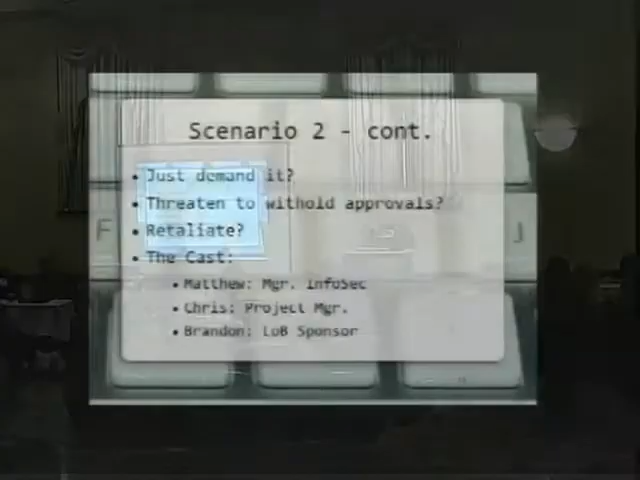 Scenario 2 - cont.
• Just demand it?
• Threaten to withold approvals?
• Retaliate?
• The Cast:
• Matthew: Mgr. InfoSec
• Chris: Project Mgr.
• Brandon: LoB Sponsor
F
J